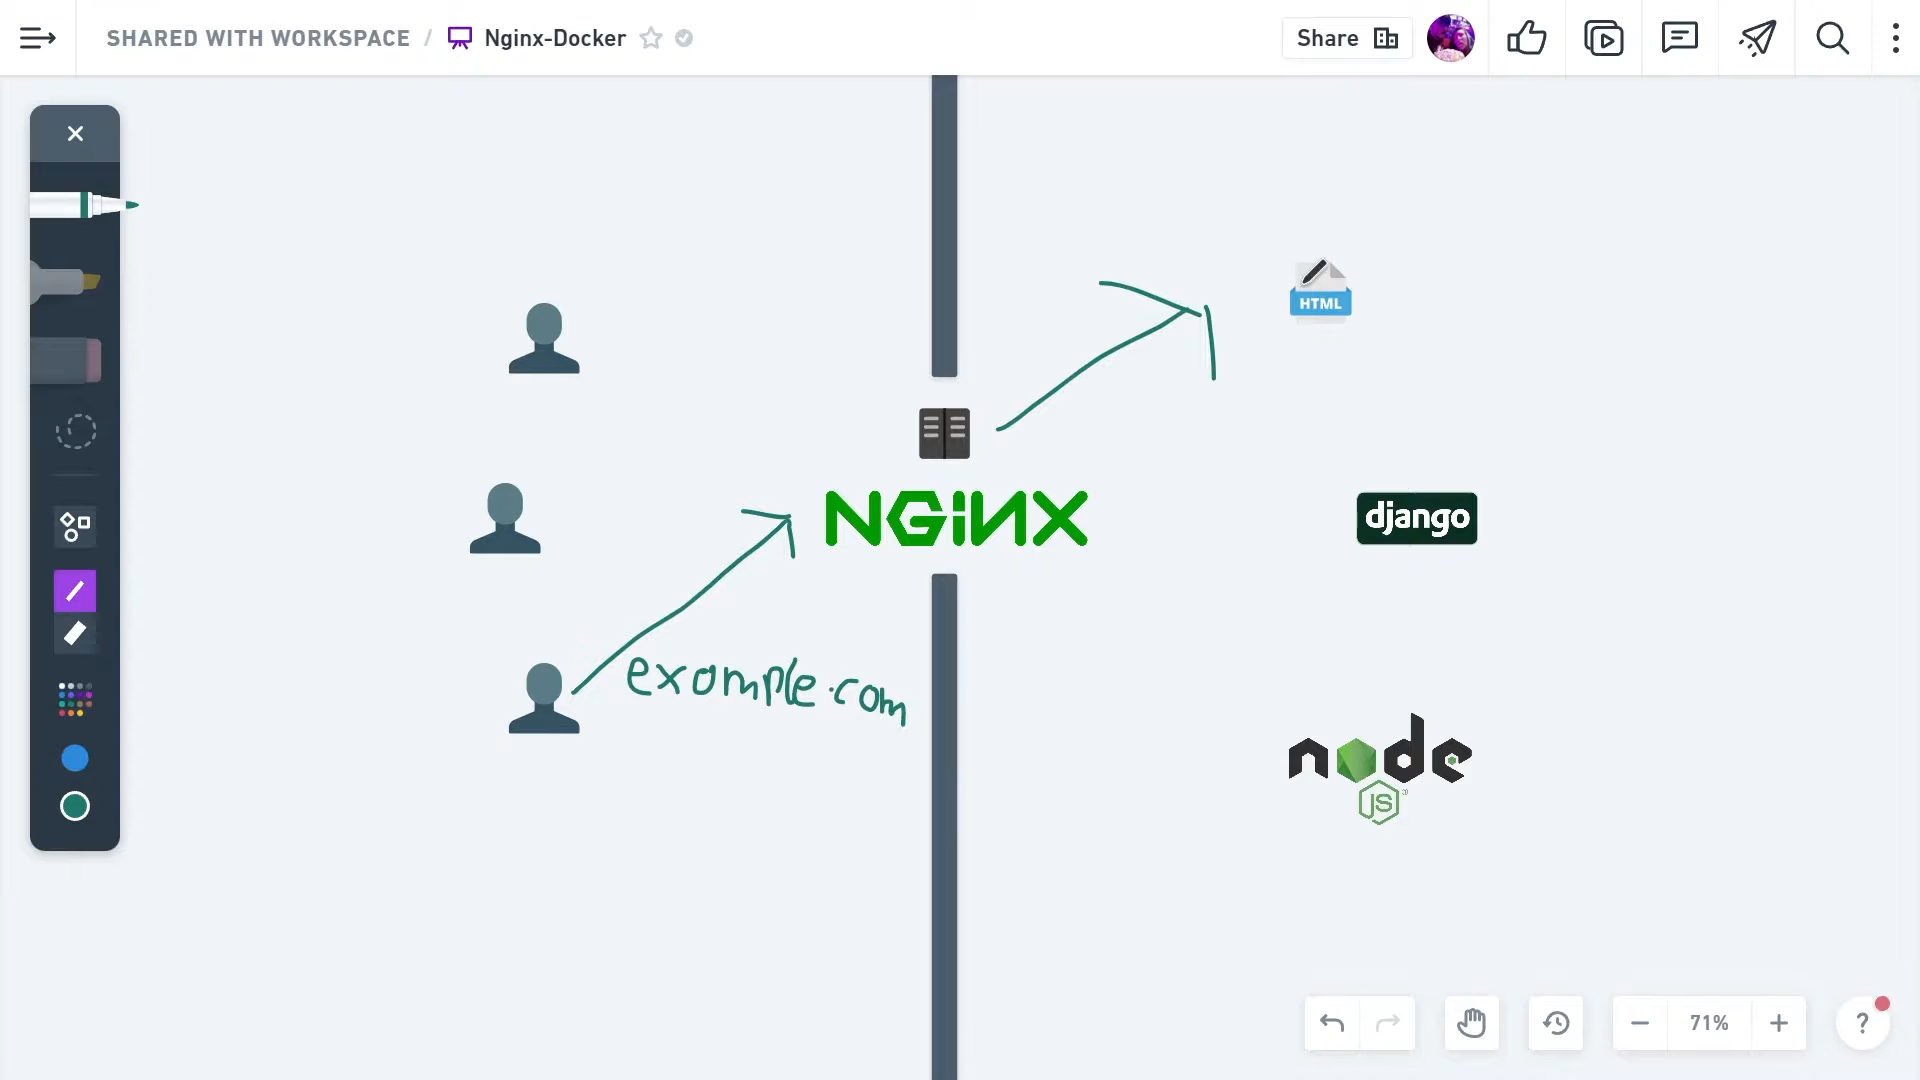 SHARED WITH WORKSPACE / Nginx-Docker
Share
HTML
NGINX
django
example.com
node
JS
71%
?